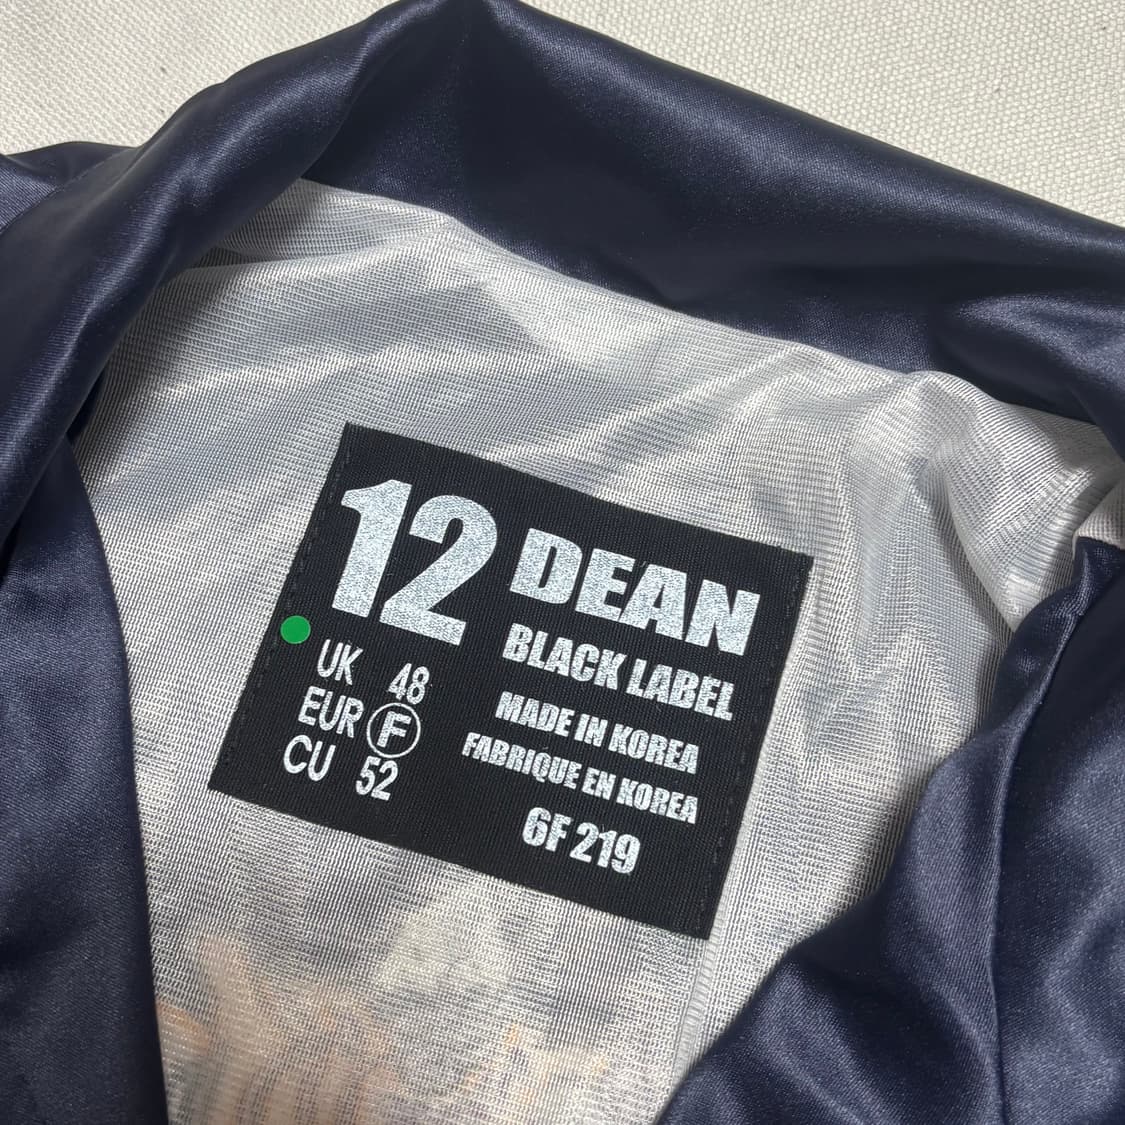 12 DEAN
BLACK LABEL
UK 48
EUR F
CU 52
MADE IN KOREA
FABRIQUE EN KOREA
6F 219